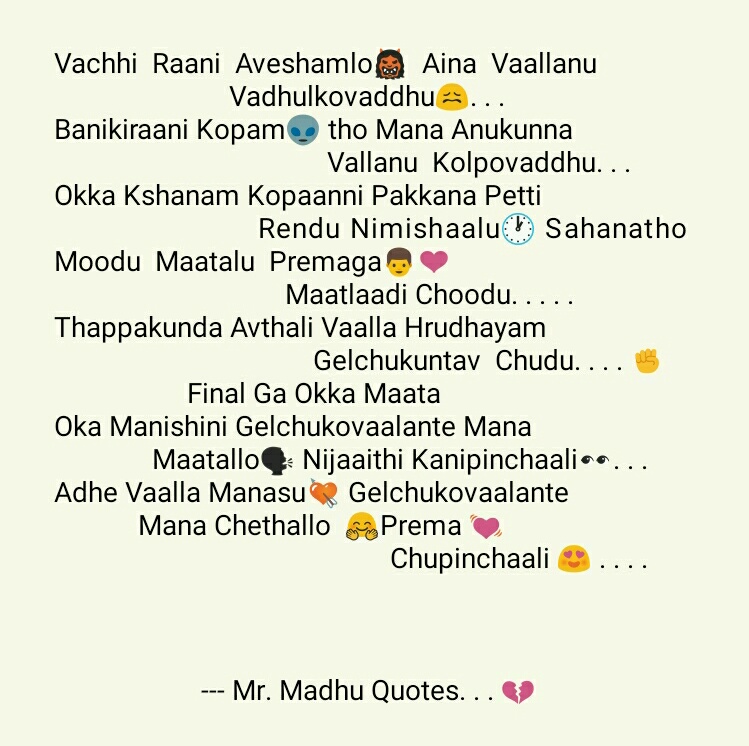 Vachhi Raani Aveshamlo👹 Aina Vaallanu
Vadhulkovaddhu😖. . .
Banikiraani Kopam👽 tho Mana Anukunna
Vallanu Kolpovaddhu. . .
Okka Kshanam Kopaanni Pakkana Petti
Rendu Nimishaalu🕐 Sahanatho
Moodu Maatalu Premaga👨❤
Maatlaadi Choodu. . . . .
Thappakunda Avthali Vaalla Hrudhayam
Gelchukuntav Chudu. . . . ✊
Final Ga Okka Maata
Oka Manishini Gelchukovaalante Mana
Maatallo🗣 Nijaaithi Kanipinchaali👀. . .
Adhe Vaalla Manasu💘 Gelchukovaalante
Mana Chethallo 🤗Prema 💓
Chupinchaali 😍 . . . .
--- Mr. Madhu Quotes. . . 💔